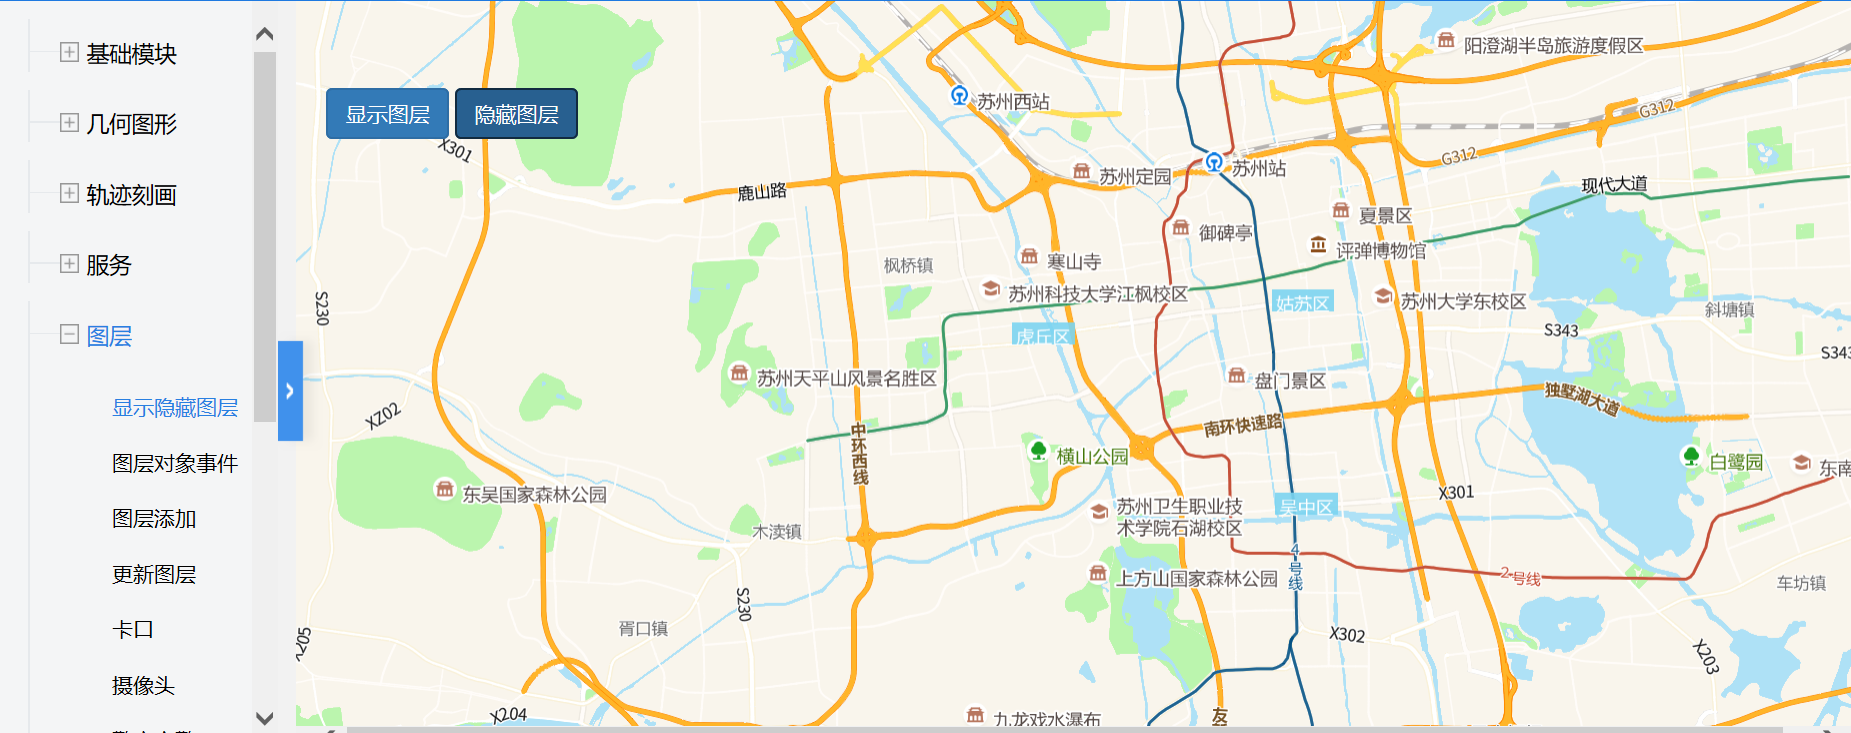 基础模块
几何图形
轨迹刻画
服务
图层
显示隐藏图层
图层对象事件
图层添加
更新图层
卡口
摄像头
显示图层
隐藏图层
阳澄湖半岛旅游度假区
苏州西站
G312
G312
X301
苏州站
苏州定园
现代大道
鹿山路
夏景区
御碑亭
评弹博物馆
寒山寺
枫桥镇
苏州科技大学江枫校区
姑苏区
苏州大学东校区
S230
斜塘镇
虎丘区
S343
S343
苏州天平山风景名胜区
盘门景区
独墅湖大道
XZ02
南环快速路
中环西线
横山公园
白鹭园
东南
东吴国家森林公园
X301
苏州卫生职业技
术学院石湖校区
吴中区
木渎镇
4号线
2号线
上方山国家森林公园
车坊镇
S230
胥口镇
X302
X205
X203
X204
九龙戏水瀑布
友